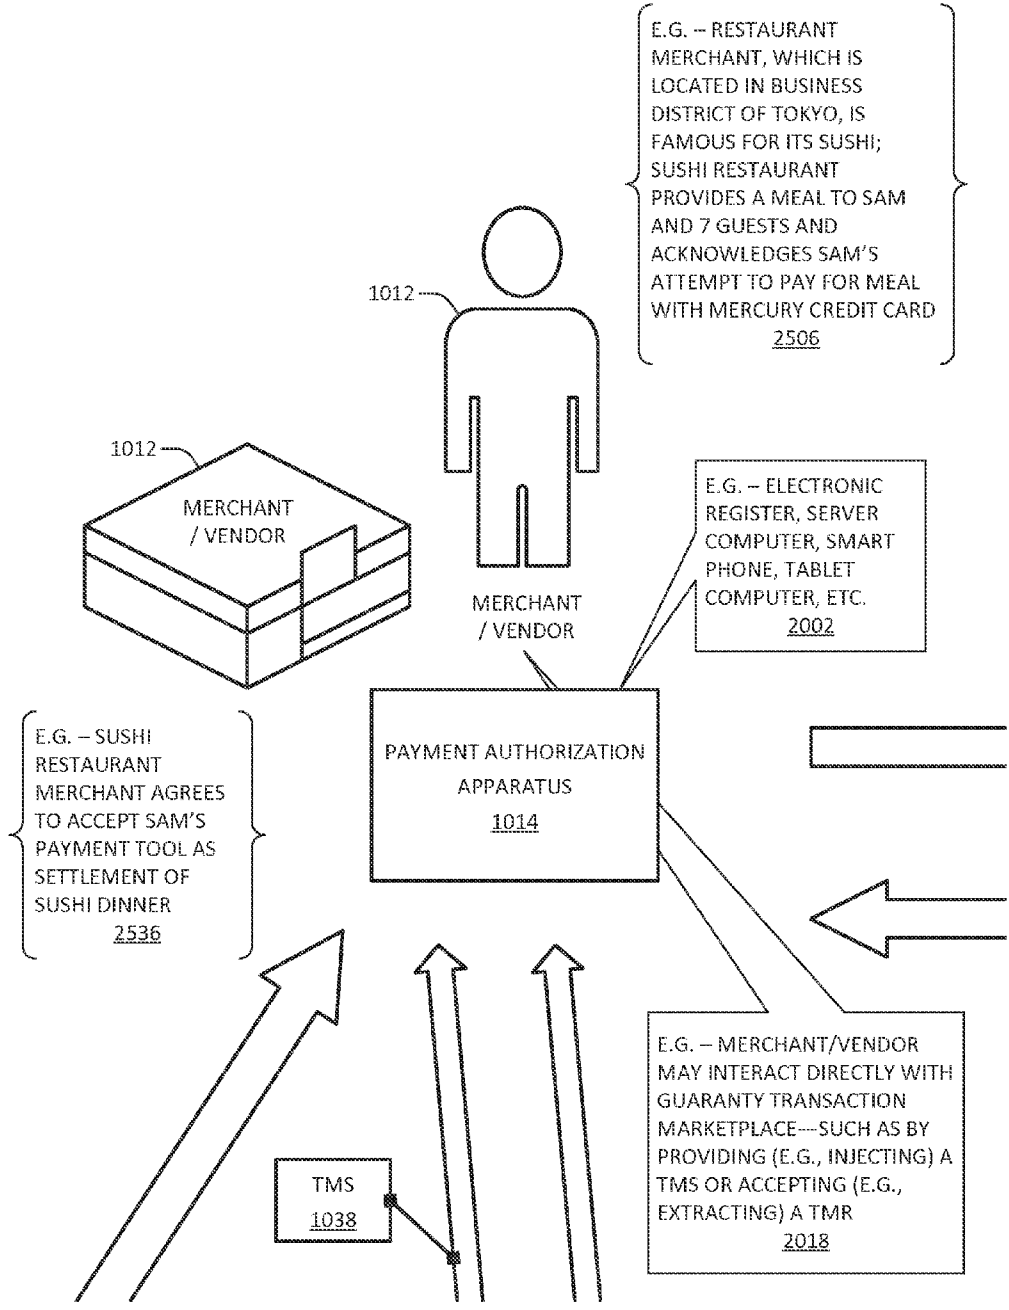 E.G. – RESTAURANT
MERCHANT, WHICH IS
LOCATED IN BUSINESS
DISTRICT OF TOKYO, IS
FAMOUS FOR ITS SUSHI;
SUSHI RESTAURANT
PROVIDES A MEAL TO SAM
AND 7 GUESTS AND
ACKNOWLEDGES SAM'S
ATTEMPT TO PAY FOR MEAL
WITH MERCURY CREDIT CARD
2506
1012
1012
MERCHANT
/ VENDOR
E.G. – ELECTRONIC
REGISTER, SERVER
COMPUTER, SMART
PHONE, TABLET
COMPUTER, ETC.
2002
MERCHANT
/ VENDOR
E.G. – SUSHI
RESTAURANT
MERCHANT AGREES
TO ACCEPT SAM'S
PAYMENT TOOL AS
SETTLEMENT OF
SUSHI DINNER
2536
PAYMENT AUTHORIZATION
APPARATUS
1014
E.G. – MERCHANT/VENDOR
MAY INTERACT DIRECTLY WITH
GUARANTY TRANSACTION
MARKETPLACE---SUCH AS BY
PROVIDING (E.G., INJECTING) A
TMS OR ACCEPTING (E.G.,
EXTRACTING) A TMR
2018
TMS
1038